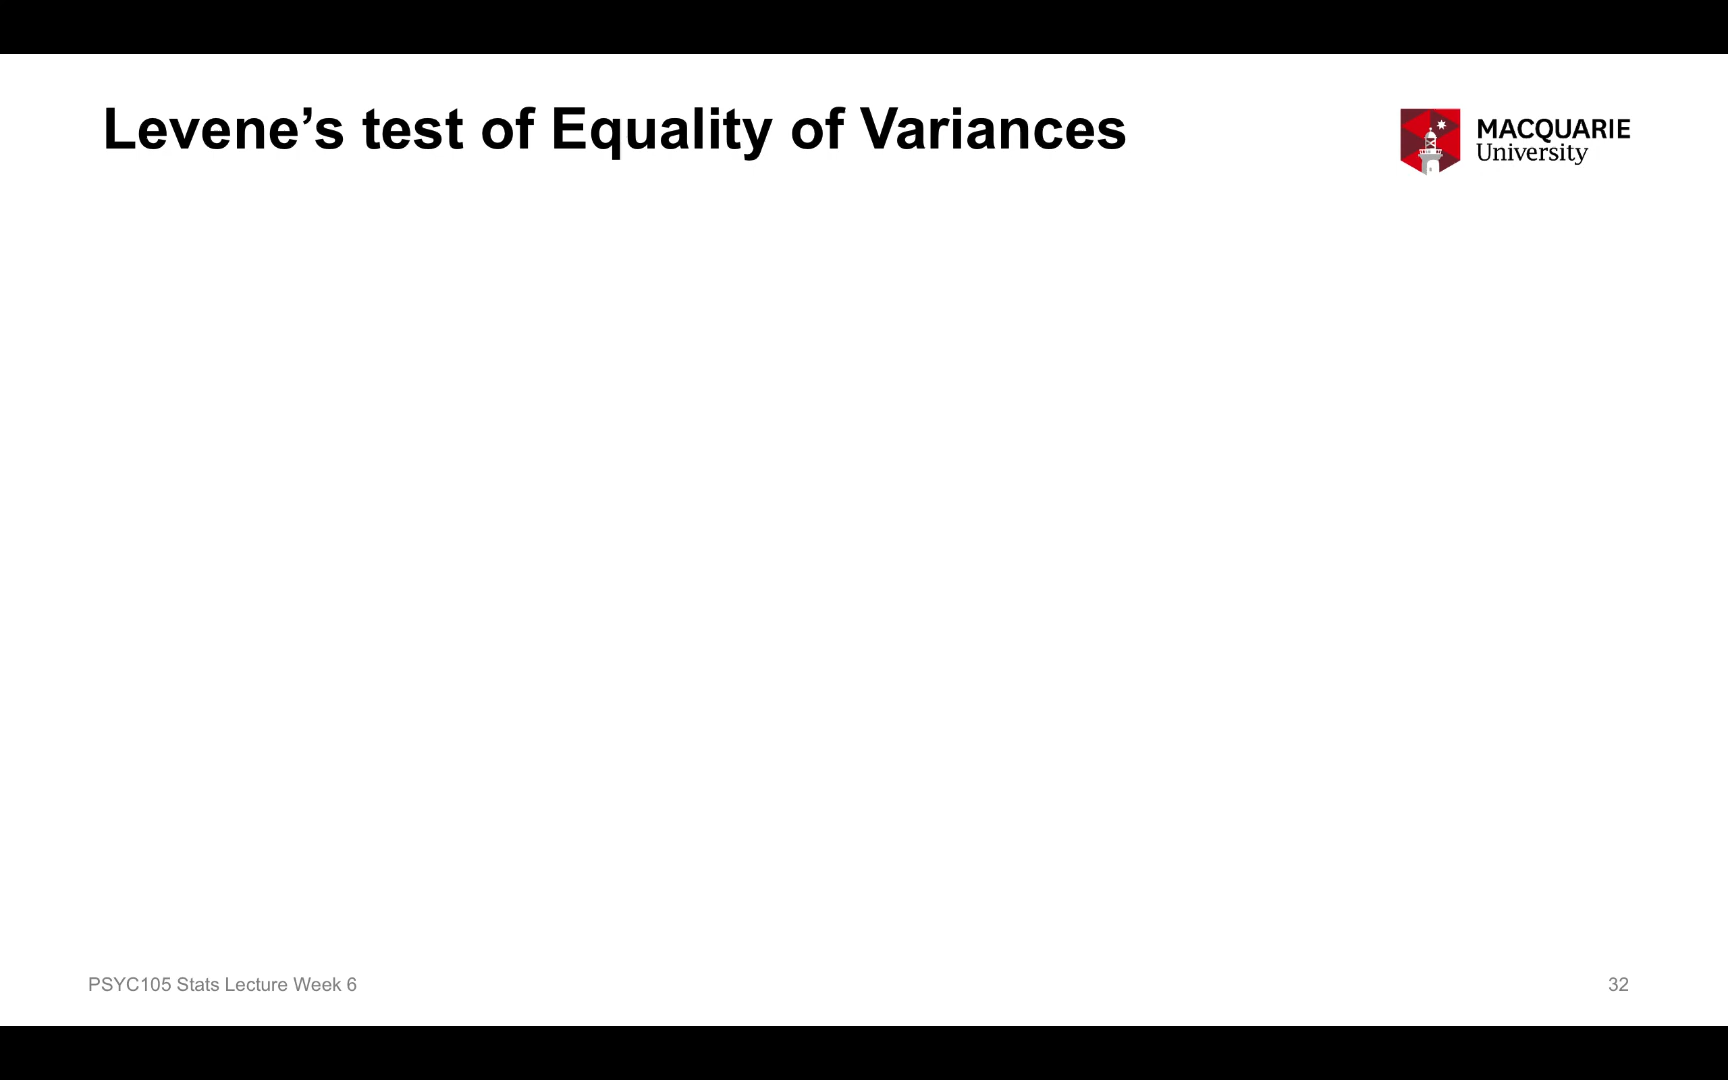 Levene’s test of Equality of Variances
MACQUARIE
University
PSYC105 Stats Lecture Week 6
32